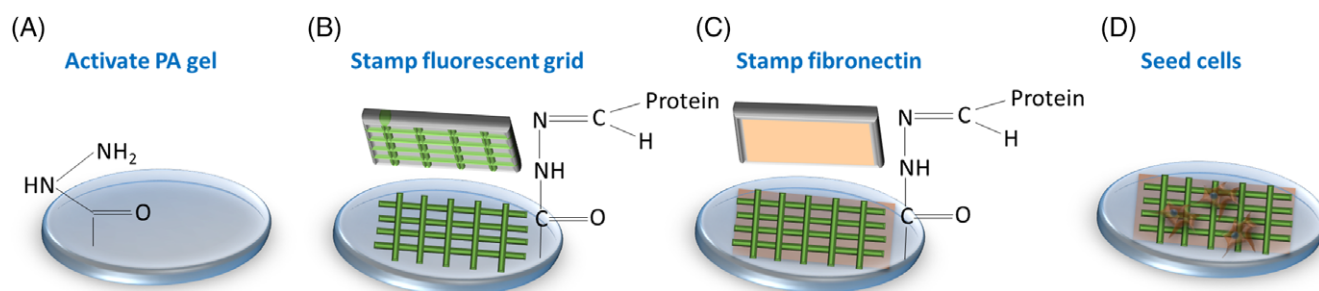 (A)
Activate PA gel
NH₂
HN
O
(B)
Stamp fluorescent grid
Protein
N
C
H
NH
C
O
(C)
Stamp fibronectin
Protein
N
C
H
NH
C
O
(D)
Seed cells